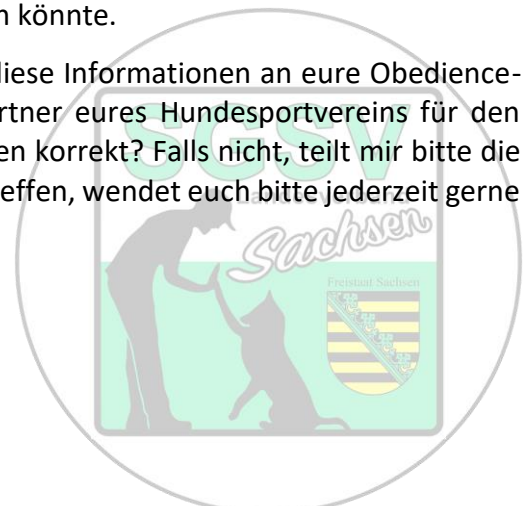 n könnte.
diese Informationen an eure Obedience-
rtner eures Hundesportvereins für den
en korrekt? Falls nicht, teilt mir bitte die
effen, wendet euch bitte jederzeit gerne
SGSV
Landesverband
Sachsen
Freistaat Sachsen